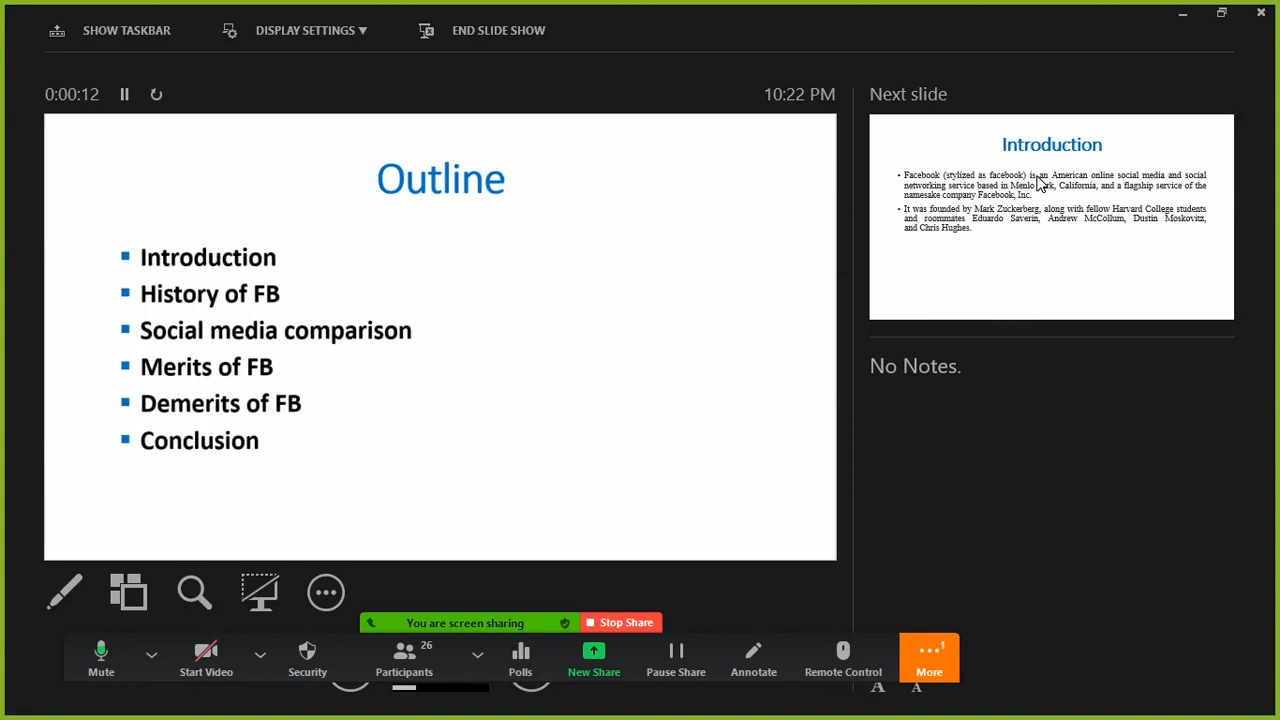 SHOW TASKBAR DISPLAY SETTINGS ▼ END SLIDE SHOW
0:00:12 10:22 PM
Outline
▪ Introduction
▪ History of FB
▪ Social media comparison
▪ Merits of FB
▪ Demerits of FB
▪ Conclusion
Next slide
Introduction
• Facebook (stylized as facebook) is an American online social media and social
networking service based in Menlo California, and a flagship service of the
namesake company Facebook, Inc.
• It was founded by Mark Zuckerberg, along with fellow Harvard College students
and roommates Eduardo Saverin, Andrew McCollum, Dustin Moskovitz,
and Chris Hughes.
No Notes.
You are screen sharing Stop Share
26 1
Mute Start Video Security Participants Polls New Share Pause Share Annotate Remote Control More
A A